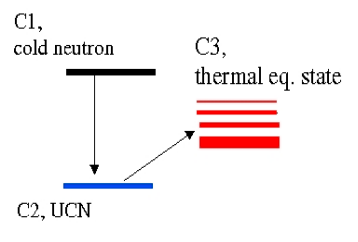 C1,
cold neutron
C3,
thermal eq. state
C2, UCN